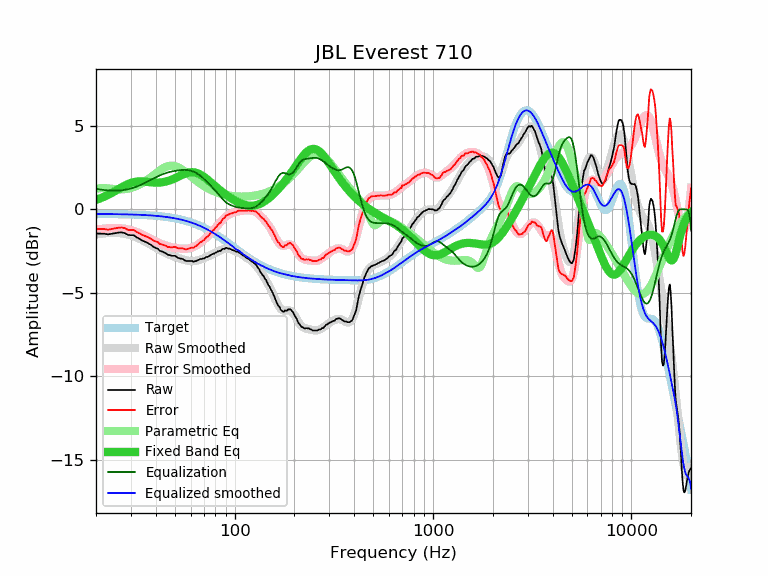 JBL Everest 710
Amplitude (dBr)
5
0
−5
−10
−15
Target
Raw Smoothed
Error Smoothed
Raw
Error
Parametric Eq
Fixed Band Eq
Equalization
Equalized smoothed
100
1000
10000
Frequency (Hz)